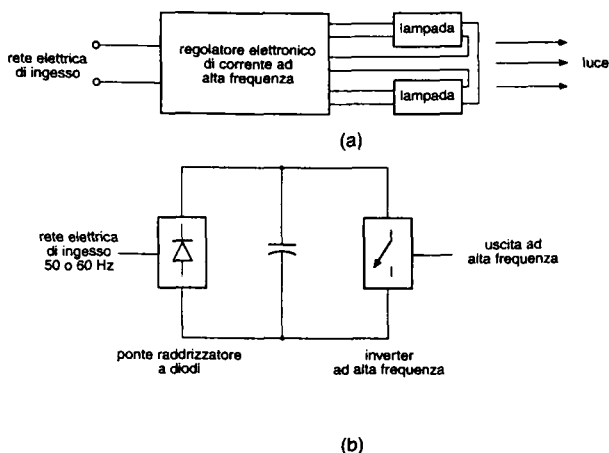 rete elettrica
di ingesso
regolatore elettronico
di corrente ad
alta frequenza
lampada
lampada
luce
(a)
rete elettrica
di ingesso
50 o 60 Hz
uscita ad
alta frequenza
ponte raddrizzatore
a diodi
inverter
ad alta frequenza
(b)